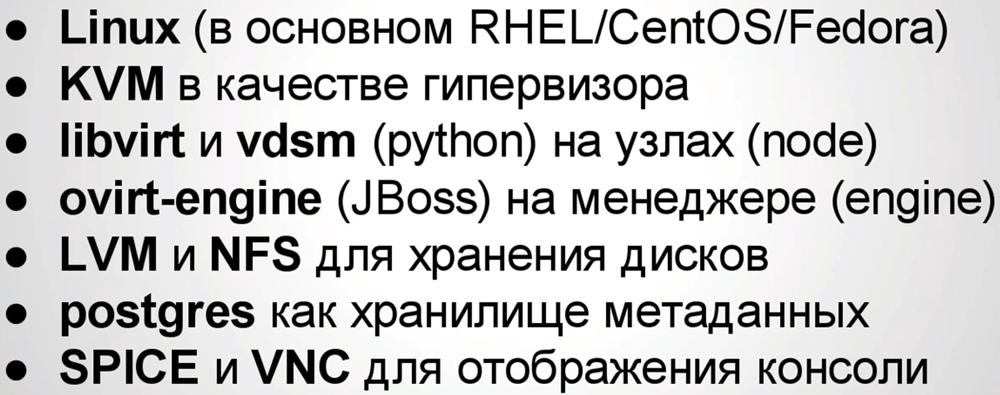 ● Linux (в основном RHEL/CentOS/Fedora)
● KVM в качестве гипервизора
● libvirt и vdsm (python) на узлах (node)
● ovirt-engine (JBoss) на менеджере (engine)
● LVM и NFS для хранения дисков
● postgres как хранилище метаданных
● SPICE и VNC для отображения консоли